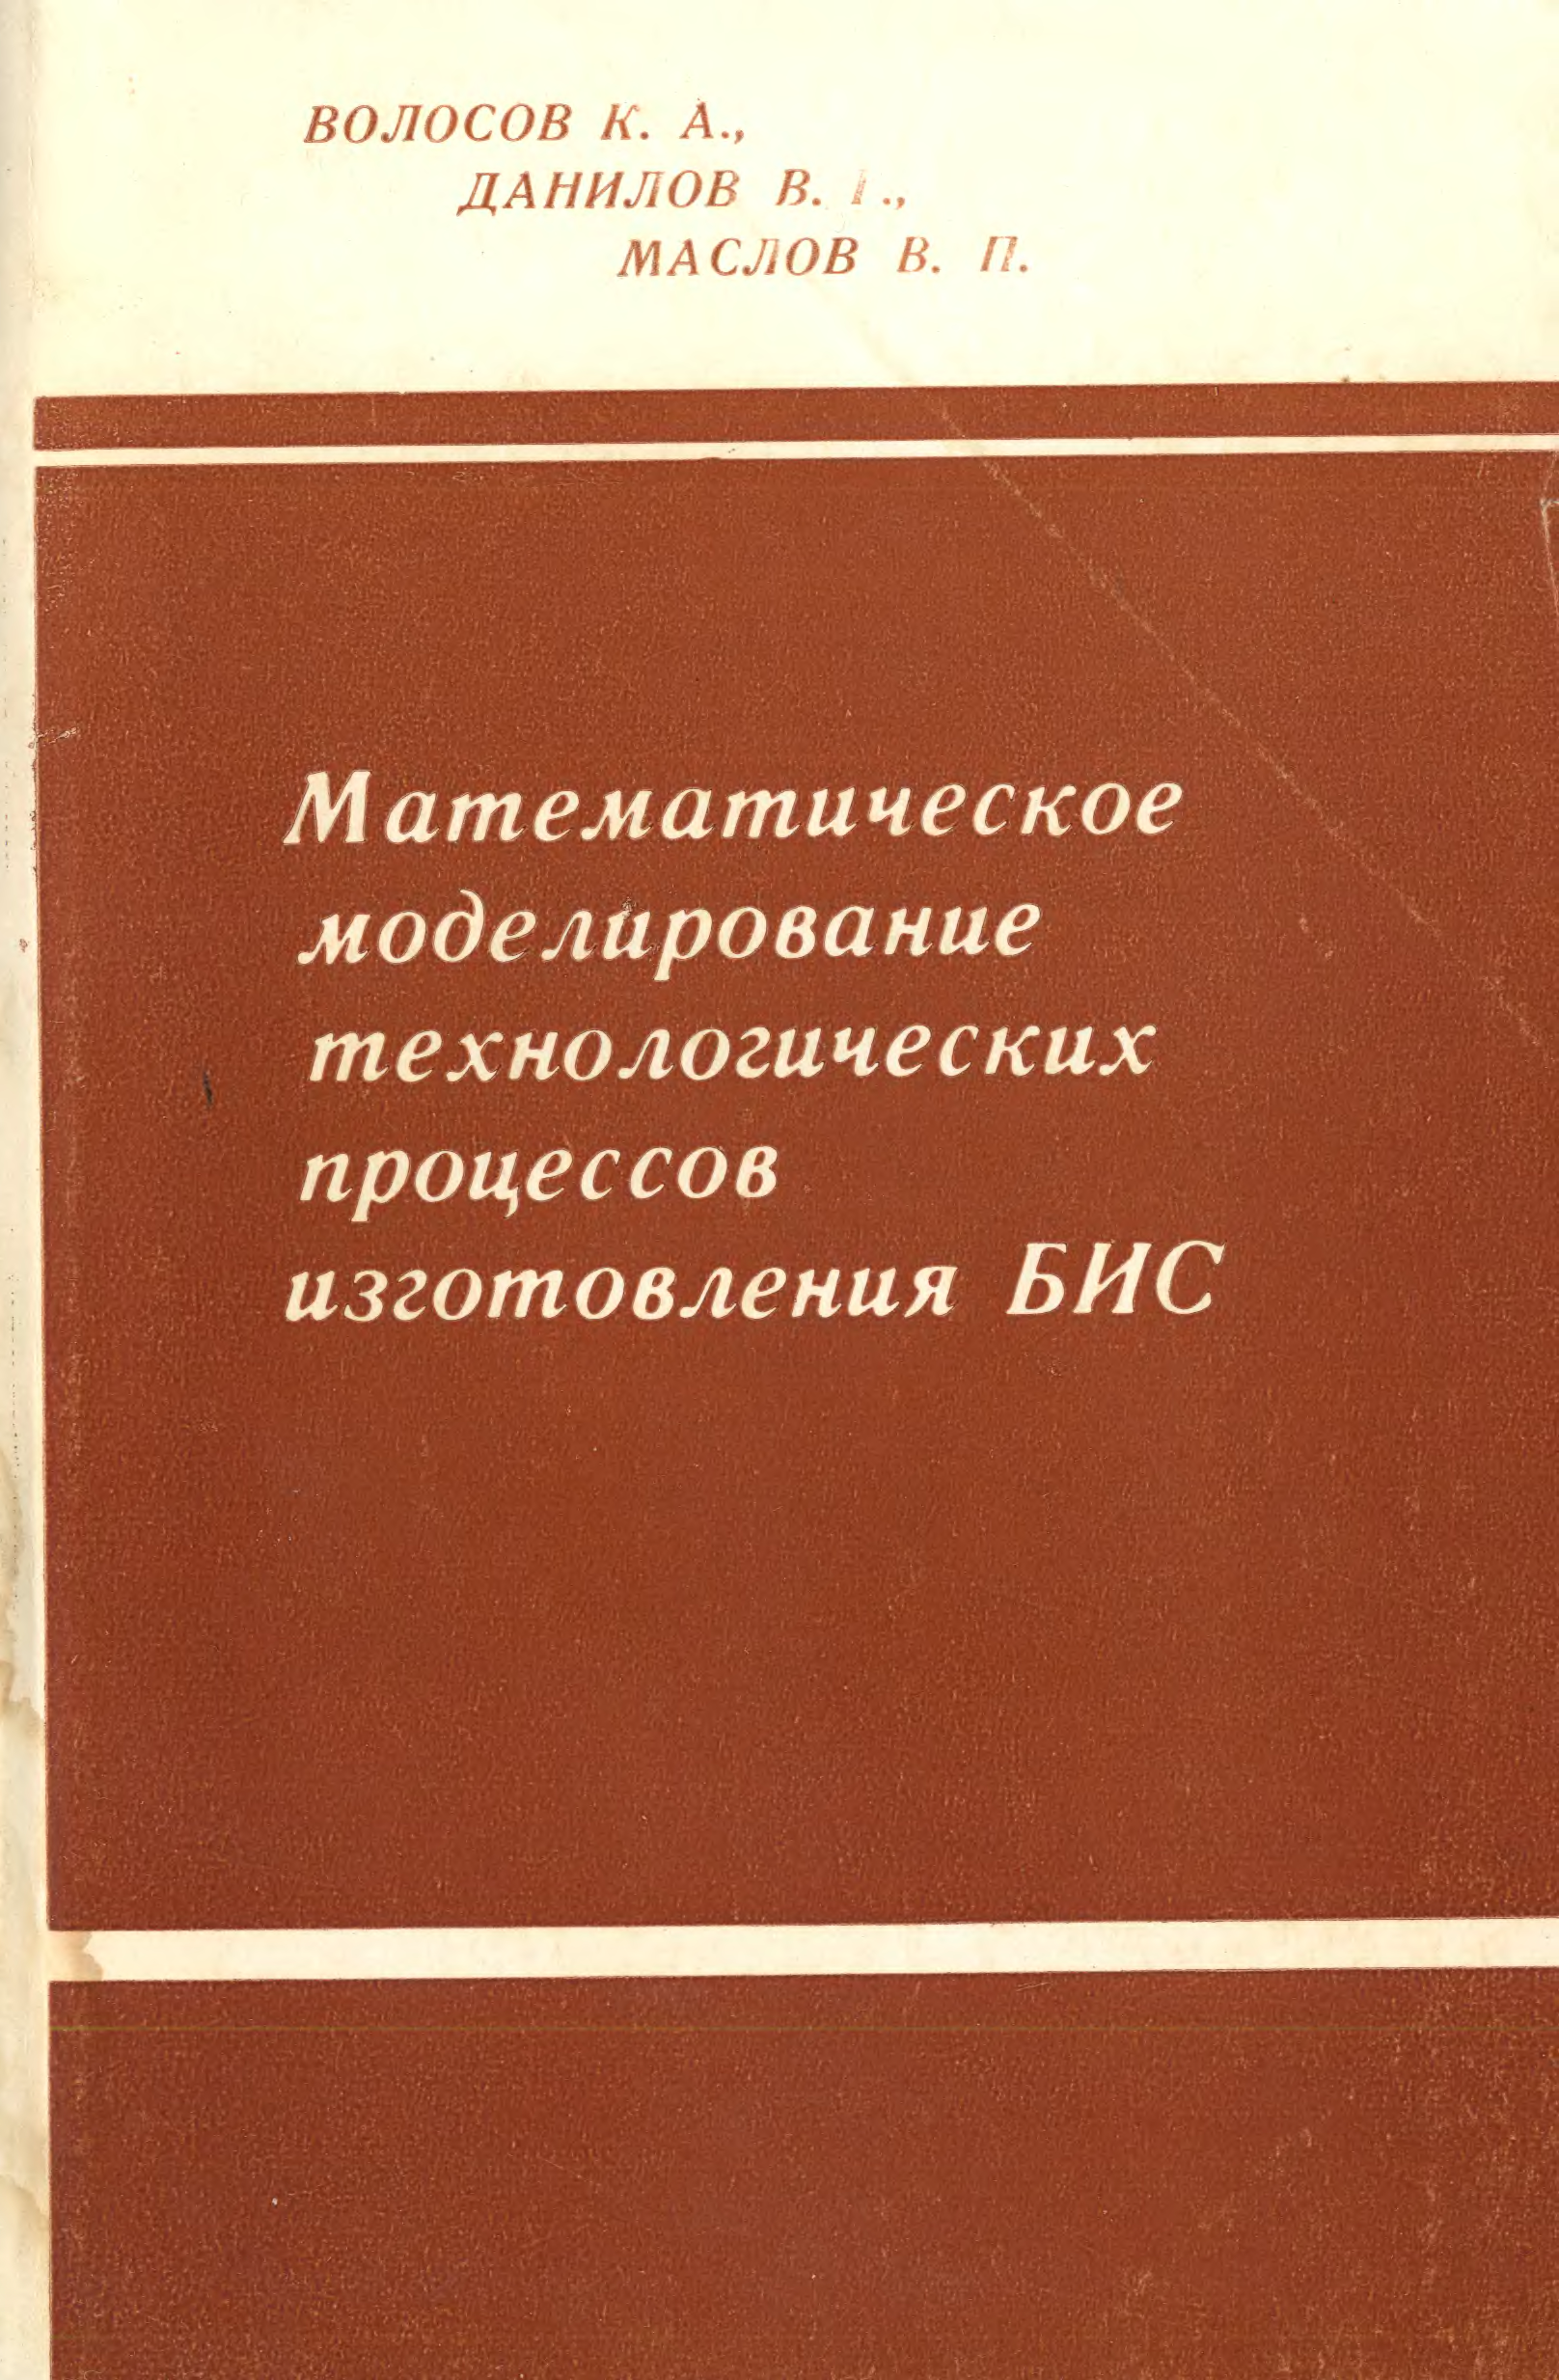 ВОЛОСОВ К. А.,
ДАНИЛОВ В. Г.,
МАСЛОВ В. П.
Математическое
моделирование
технологических
процессов
изготовления БИС